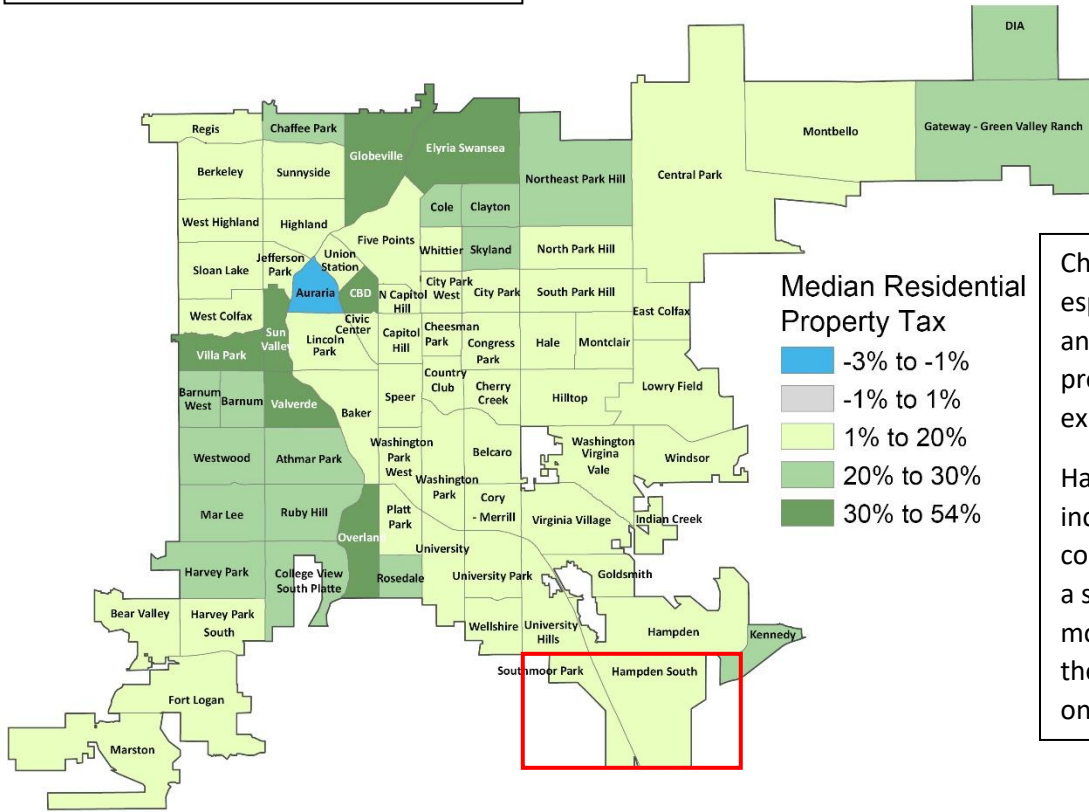 DIA
Regis
Chaffee Park
Globeville
Elyria Swansea
Montbello
Gateway - Green Valley Ranch
Berkeley
Sunnyside
Northeast Park Hill
Central Park
Cole
Clayton
West Highland
Highland
Five Points
Whittier
Skyland
North Park Hill
Sloan Lake
Jefferson
Park
Union
Station
Auraria
CBD
N Capitol
Hill
City Park
West
City Park
South Park Hill
East Colfax
West Colfax
Sun
Valley
Lincoln
Park
Civic
Center
Capitol
Hill
Cheesman
Park
Congress
Park
Hale
Montclair
Villa Park
Barnum
West
Barnum
Valverde
Baker
Speer
Country
Club
Cherry
Creek
Hilltop
Lowry Field
Westwood
Athmar Park
Washington
Park
West
Washington
Park
Belcaro
Washington
Virgina
Vale
Windsor
Mar Lee
Ruby Hill
Overland
Platt
Park
Cory
- Merrill
Virginia Village
Indian Creek
Harvey Park
College View
South Platte
Rosedale
University
University Park
Goldsmith
Bear Valley
Harvey Park
South
Wellshire
University
Hills
Hampden
Kennedy
Southmoor Park
Hampden South
Fort Logan
Marston
Median Residential
Property Tax
-3% to -1%
-1% to 1%
1% to 20%
20% to 30%
30% to 54%
Ch
esp
an
pro
ex
Ha
inc
co
a s
mo
the
on